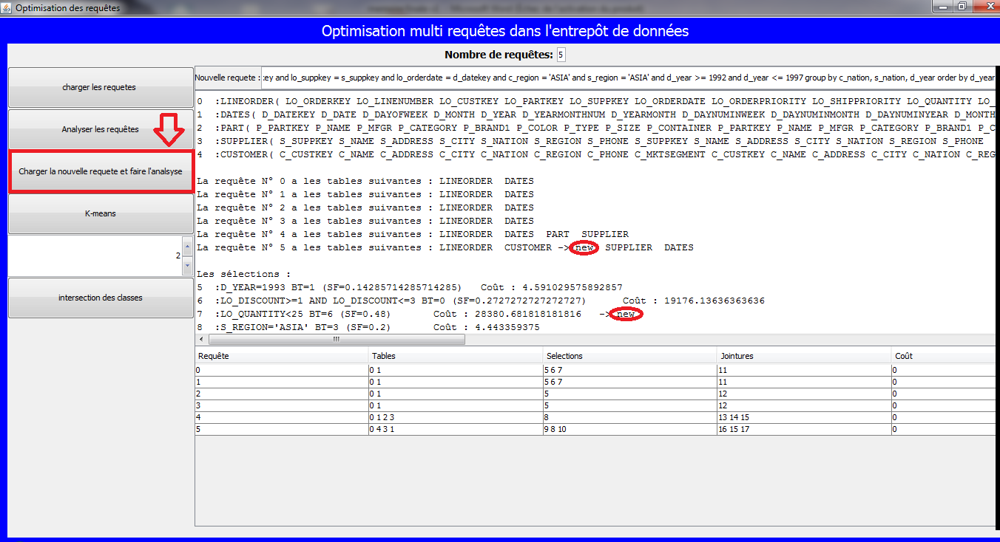 Optimisation des requêtes
Optimisation multi requêtes dans l'entrepôt de données
Nombre de requêtes: 5
charger les requetes
Analyser les requêtes
Charger la nouvelle requete et faire l'analsyse
K-means
2
intersection des classes
Nouvelle requete : key and lo_suppkey = s_suppkey and lo_orderdate = d_datekey and c_region = 'ASIA' and s_region = 'ASIA' and d_year >= 1992 and d_year <= 1997 group by c_nation, s_nation, d_year order by d_year
0 :LINEORDER( LO_ORDERKEY LO_LINENUMBER LO_CUSTKEY LO_PARTKEY LO_SUPPKEY LO_ORDERDATE LO_ORDERPRIORITY LO_SHIPPRIORITY LO_QUANTITY LO_
1 :DATES( D_DATEKEY D_DATE D_DAYOFWEEK D_MONTH D_YEAR D_YEARMONTHNUM D_YEARMONTH D_DAYNUMINWEEK D_DAYNUMINMONTH D_DAYNUMINYEAR D_MONTH
2 :PART( P_PARTKEY P_NAME P_MFGR P_CATEGORY P_BRAND1 P_COLOR P_TYPE P_SIZE P_CONTAINER P_PARTKEY P_NAME P_MFGR P_CATEGORY P_BRAND1 P_C
3 :SUPPLIER( S_SUPPKEY S_NAME S_ADDRESS S_CITY S_NATION S_REGION S_PHONE S_SUPPKEY S_NAME S_ADDRESS S_CITY S_NATION S_REGION S_PHONE
4 :CUSTOMER( C_CUSTKEY C_NAME C_ADDRESS C_CITY C_NATION C_REGION C_PHONE C_MKTSEGMENT C_CUSTKEY C_NAME C_ADDRESS C_CITY C_NATION C_REG
La requête N° 0 a les tables suivantes : LINEORDER DATES
La requête N° 1 a les tables suivantes : LINEORDER DATES
La requête N° 2 a les tables suivantes : LINEORDER DATES
La requête N° 3 a les tables suivantes : LINEORDER DATES
La requête N° 4 a les tables suivantes : LINEORDER DATES PART SUPPLIER
La requête N° 5 a les tables suivantes : LINEORDER CUSTOMER -> new SUPPLIER DATES
Les sélections :
5 :D_YEAR=1993 BT=1 (SF=0.14285714285714285) Coût : 4.591029575892857
6 :LO_DISCOUNT>=1 AND LO_DISCOUNT<=3 BT=0 (SF=0.2727272727272727) Coût : 19176.13636363636
7 :LO_QUANTITY<25 BT=6 (SF=0.48) Coût : 28380.681818181816 -> new
8 :S_REGION='ASIA' BT=3 (SF=0.2) Coût : 4.443359375
Requête Tables Selections Jointures Coût
0 0 1 5 6 7 11 0
1 0 1 5 6 7 11 0
2 0 1 5 12 0
3 0 1 5 12 0
4 0 1 2 3 8 13 14 15 0
5 0 4 3 1 9 8 10 16 15 17 0